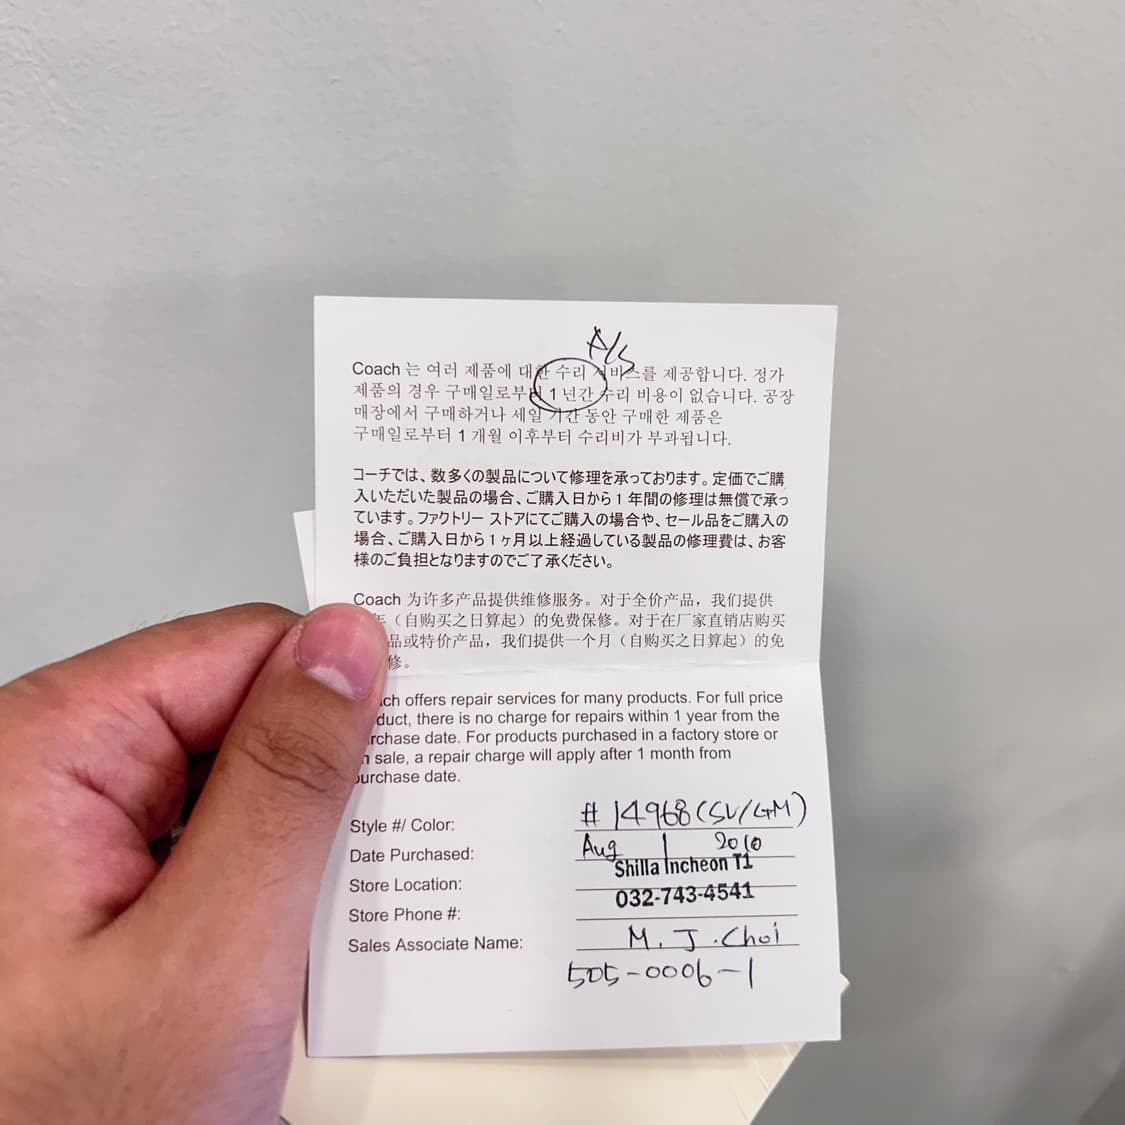 A/S
Coach 는 여러 제품에 대한 수리 서비스를 제공합니다. 정가
제품의 경우 구매일로부터 1 년간 수리 비용이 없습니다. 공장
매장에서 구매하거나 세일 기간 동안 구매한 제품은
구매일로부터 1 개월 이후부터 수리비가 부과됩니다.
コーチでは、数多くの製品について修理を承っております。定価でご購
入いただいた製品の場合、ご購入日から 1 年間の修理は無償で承っ
ています。ファクトリー ストアにてご購入の場合や、セール品をご購入の
場合、ご購入日から 1 ヶ月以上経過している製品の修理費は、お客
様のご負担となりますのでご了承ください。
Coach 为许多产品提供维修服务。对于全价产品，我们提供
年（自购买之日算起）的免费保修。对于在厂家直销店购买
品或特价产品，我们提供一个月（自购买之日算起）的免
修。
ch offers repair services for many products. For full price
duct, there is no charge for repairs within 1 year from the
rchase date. For products purchased in a factory store or
n sale, a repair charge will apply after 1 month from
purchase date.
Style #/ Color: # 14968 (SV/GM)
Date Purchased: Aug / 2010
Store Location: Shilla Incheon T1
Store Phone #: 032-743-4541
Sales Associate Name: M. J. Choi
505-0006-1